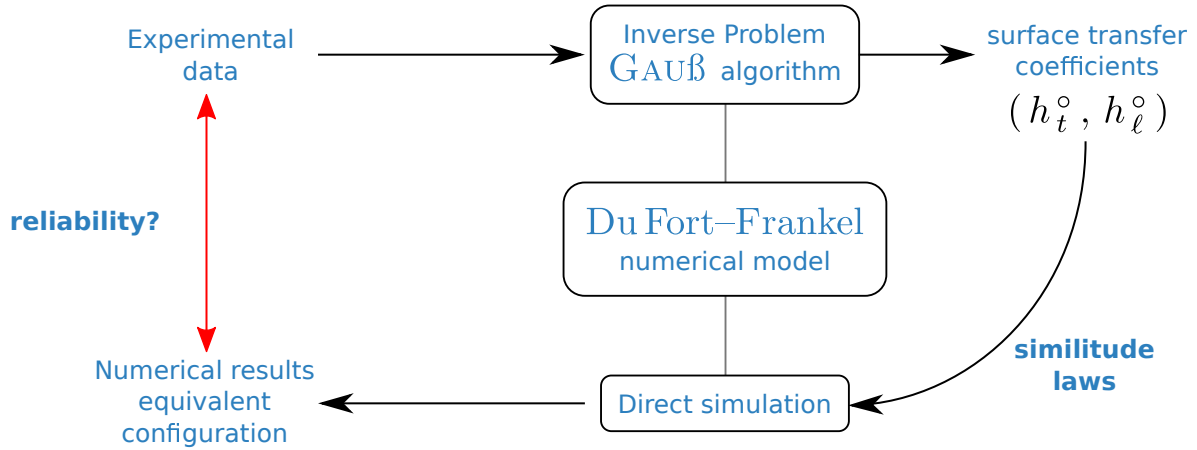 Experimental
data
Inverse Problem
GAUß algorithm
surface transfer
coefficients
( h°t , h°ℓ )
reliability?
Du Fort–Frankel
numerical model
similitude
laws
Numerical results
equivalent
configuration
Direct simulation